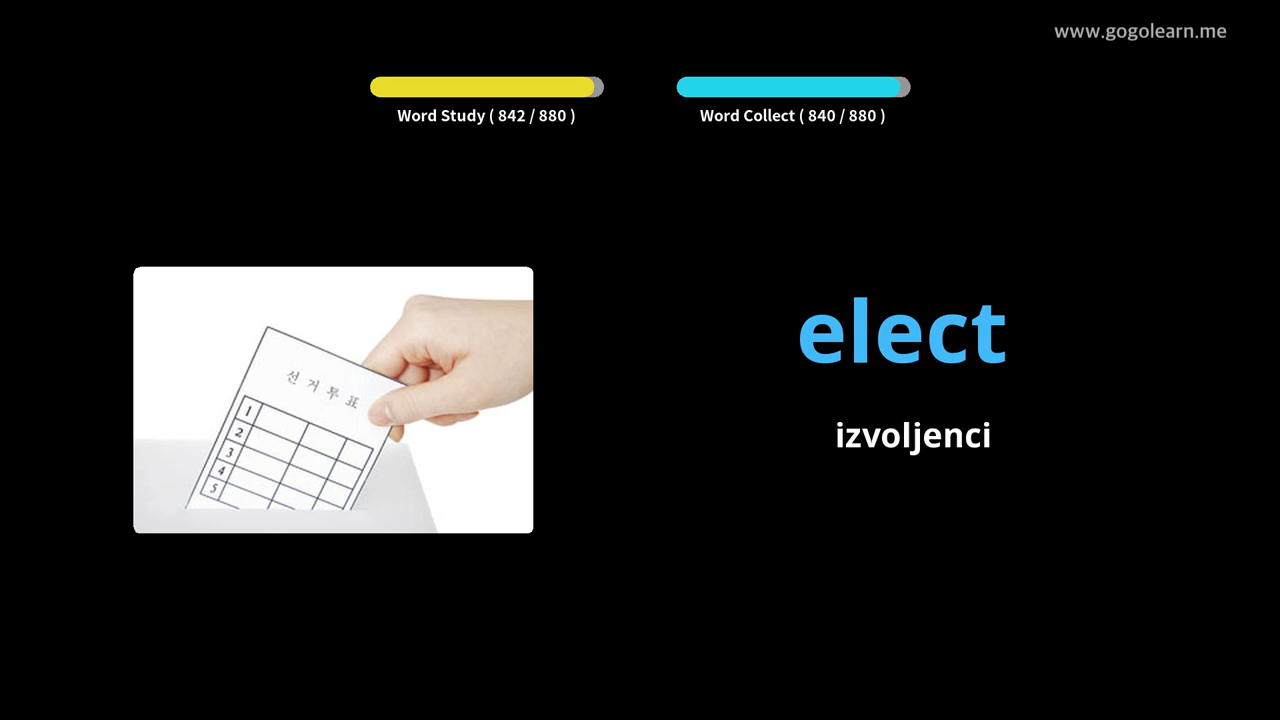 www.gogolearn.me
Word Study ( 842 / 880 )
Word Collect ( 840 / 880 )
선거투표
1
2
3
4
5
elect
izvoljenci